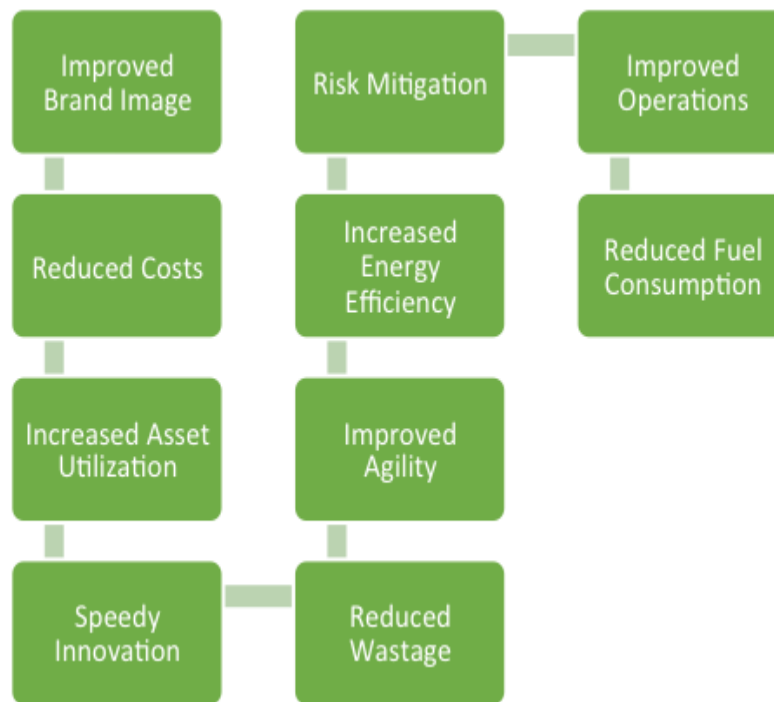 Improved
Brand Image
Reduced Costs
Increased Asset
Utilization
Speedy
Innovation
Reduced
Wastage
Improved
Agility
Increased
Energy
Efficiency
Risk Mitigation
Improved
Operations
Reduced Fuel
Consumption